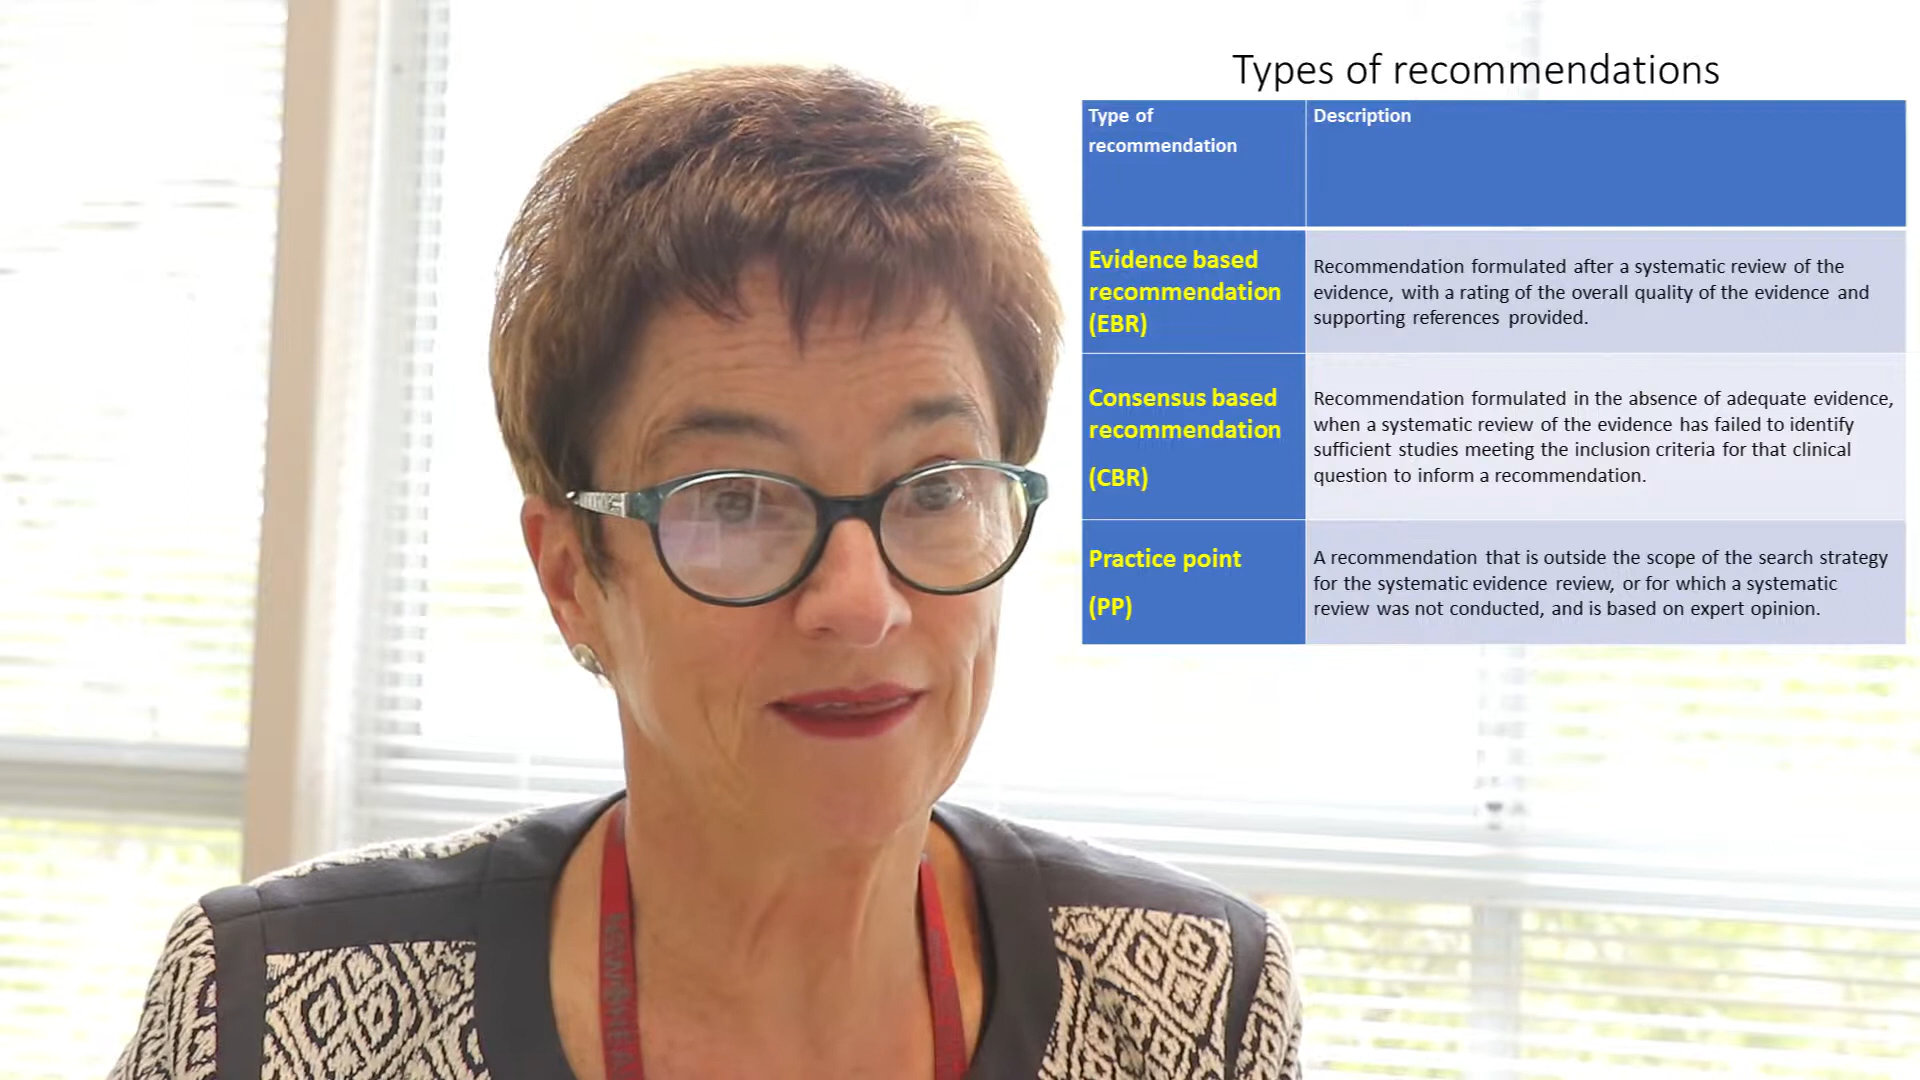 Types of recommendations
Type of
recommendation
Description
Evidence based
recommendation
(EBR)
Recommendation formulated after a systematic review of the
evidence, with a rating of the overall quality of the evidence and
supporting references provided.
Consensus based
recommendation
(CBR)
Recommendation formulated in the absence of adequate evidence,
when a systematic review of the evidence has failed to identify
sufficient studies meeting the inclusion criteria for that clinical
question to inform a recommendation.
Practice point
(PP)
A recommendation that is outside the scope of the search strategy
for the systematic evidence review, or for which a systematic
review was not conducted, and is based on expert opinion.